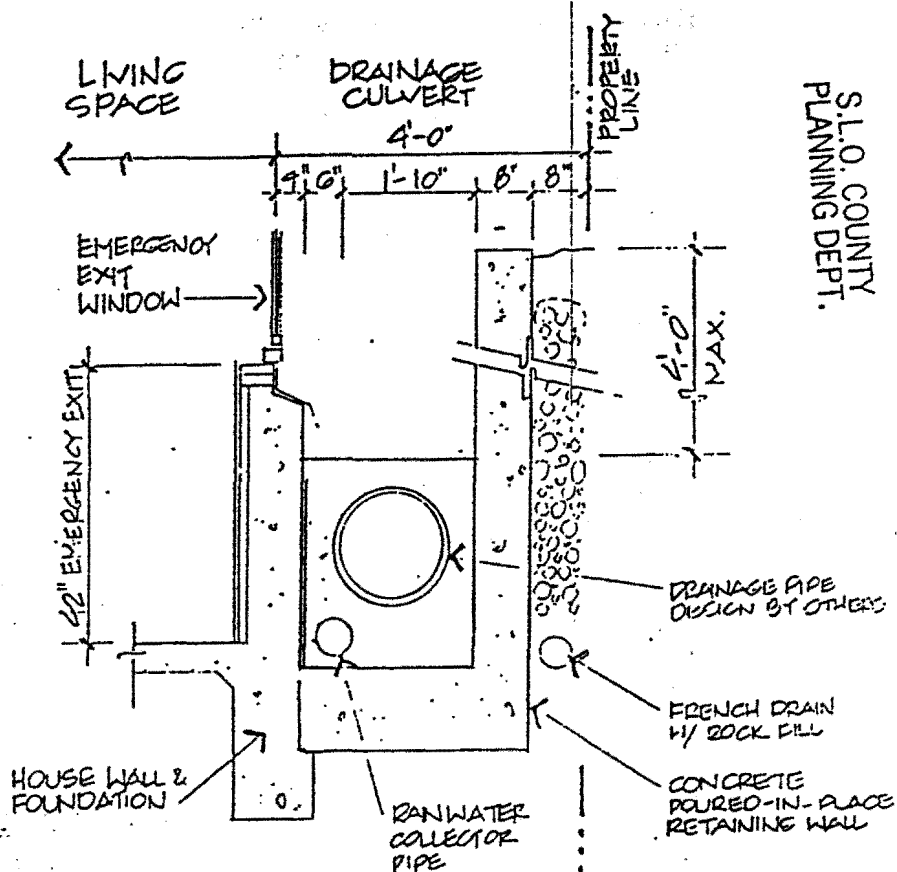 LIVING
SPACE
DRAINAGE
CULVERT
PROPERTY
LINE
S.L.O. COUNTY
PLANNING DEPT.
4'-0"
4" 6" 1'-10" 8" 8"
EMERGENCY
EXIT
WINDOW
4'-0"
MAX.
42" EMERGENCY EXIT
DRAINAGE PIPE
DESIGN BY OTHERS
FRENCH DRAIN
W/ ROCK FILL
HOUSE WALL &
FOUNDATION
CONCRETE
POURED-IN-PLACE
RETAINING WALL
RAINWATER
COLLECTOR
PIPE